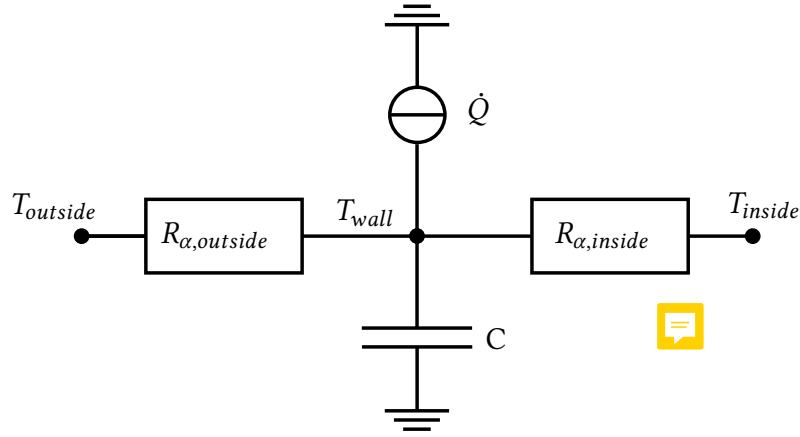 Q̇
T_outside
R_α,outside
T_wall
R_α,inside
T_inside
C